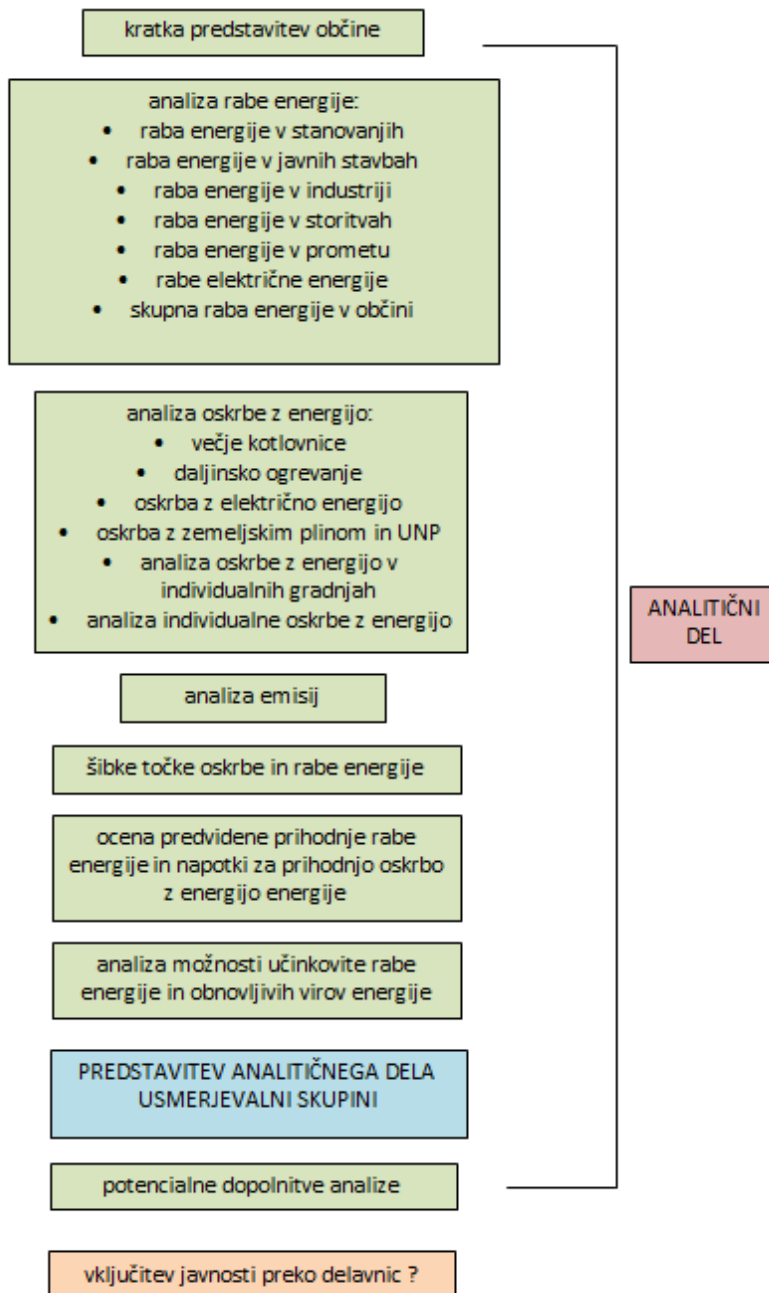 kratka predstavitev občine
analiza rabe energije:
• raba energije v stanovanjih
• raba energije v javnih stavbah
• raba energije v industriji
• raba energije v storitvah
• raba energije v prometu
• rabe električne energije
• skupna raba energije v občini
analiza oskrbe z energijo:
• večje kotlovnice
• daljinsko ogrevanje
• oskrba z električno energijo
• oskrba z zemeljskim plinom in UNP
• analiza oskrbe z energijo v
individualnih gradnjah
• analiza individualne oskrbe z energijo
ANALITIČNI
DEL
analiza emisij
šibke točke oskrbe in rabe energije
ocena predvidene prihodnje rabe
energije in napotki za prihodnjo oskrbo
z energijo energije
analiza možnosti učinkovite rabe
energije in obnovljivih virov energije
PREDSTAVITEV ANALITIČNEGA DELA
USMERJEVALNI SKUPINI
potencialne dopolnitve analize
vključitev javnosti preko delavnic ?